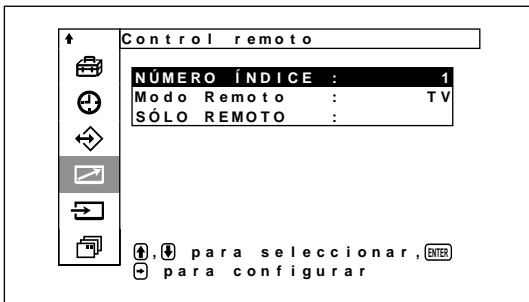 Control remoto
NÚMERO ÍNDICE : 1
Modo Remoto : TV
SÓLO REMOTO :
, para seleccionar, ENTER
para configurar